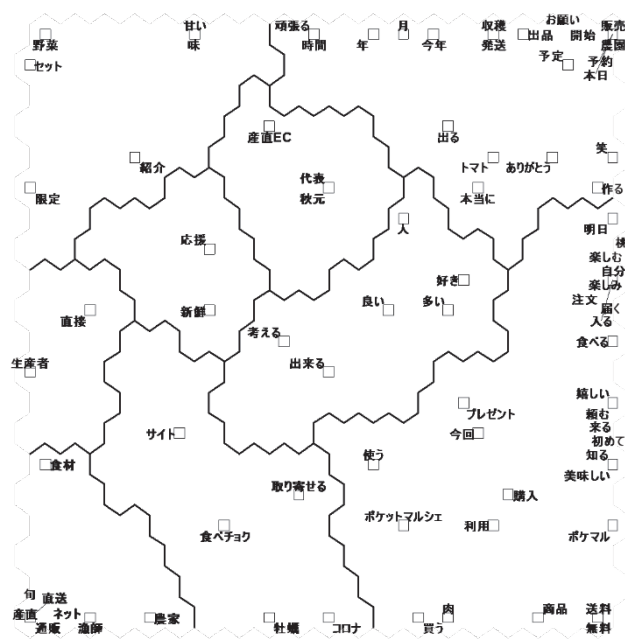 お願い
野菜 甘い 頑張る 月 収穫 出品 開始 販売
味 時間 年 今年 発送 農園
セット 予定 予約
本日
産直EC 出る
紹介 トマト ありがとう 笑
限定 代表 本当に 作る
秋元
人 明日
応援 桃
楽しむ
好き 自分
楽しみ
直接 新鮮 良い 多い 注文 届く
入る
考える 食べる
生産者 出来る
嬉しい
プレゼント 頼む
サイト 今回 来る
初めて
食材 使う 知る
美味しい
取り寄せる 購入
食べチョク ポケットマルシェ 利用 ポケマル
旬 直送
産直 ネット 肉 商品 送料
通販 漁師 農家 牡蠣 コロナ 買う 無料